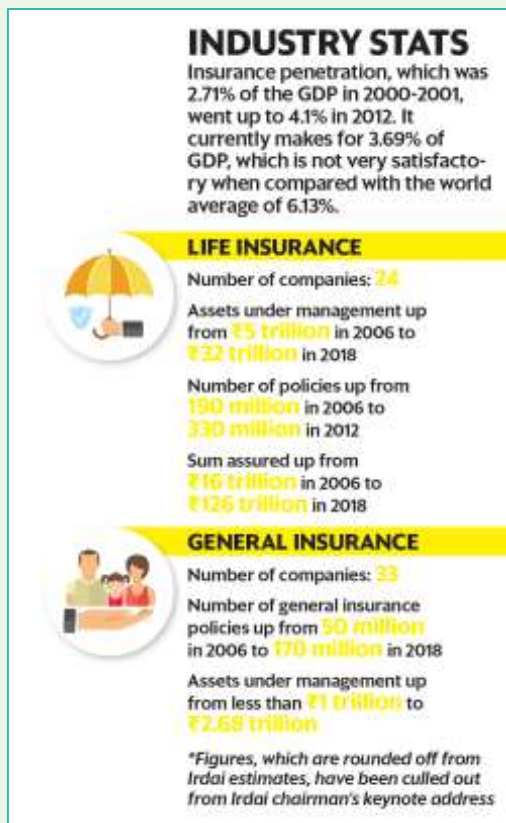 INDUSTRY STATS
Insurance penetration, which was
2.71% of the GDP in 2000-2001,
went up to 4.1% in 2012. It
currently makes for 3.69% of
GDP, which is not very satisfacto-
ry when compared with the world
average of 6.13%.
LIFE INSURANCE
Number of companies: 24
Assets under management up
from ₹5 trillion in 2006 to
₹32 trillion in 2018
Number of policies up from
190 million in 2006 to
330 million in 2012
Sum assured up from
₹16 trillion in 2006 to
₹126 trillion in 2018
GENERAL INSURANCE
Number of companies: 33
Number of general insurance
policies up from 50 million
in 2006 to 170 million in 2018
Assets under management up
from less than ₹1 trillion to
₹2.68 trillion
*Figures, which are rounded off from
Irdai estimates, have been culled out
from Irdai chairman's keynote address